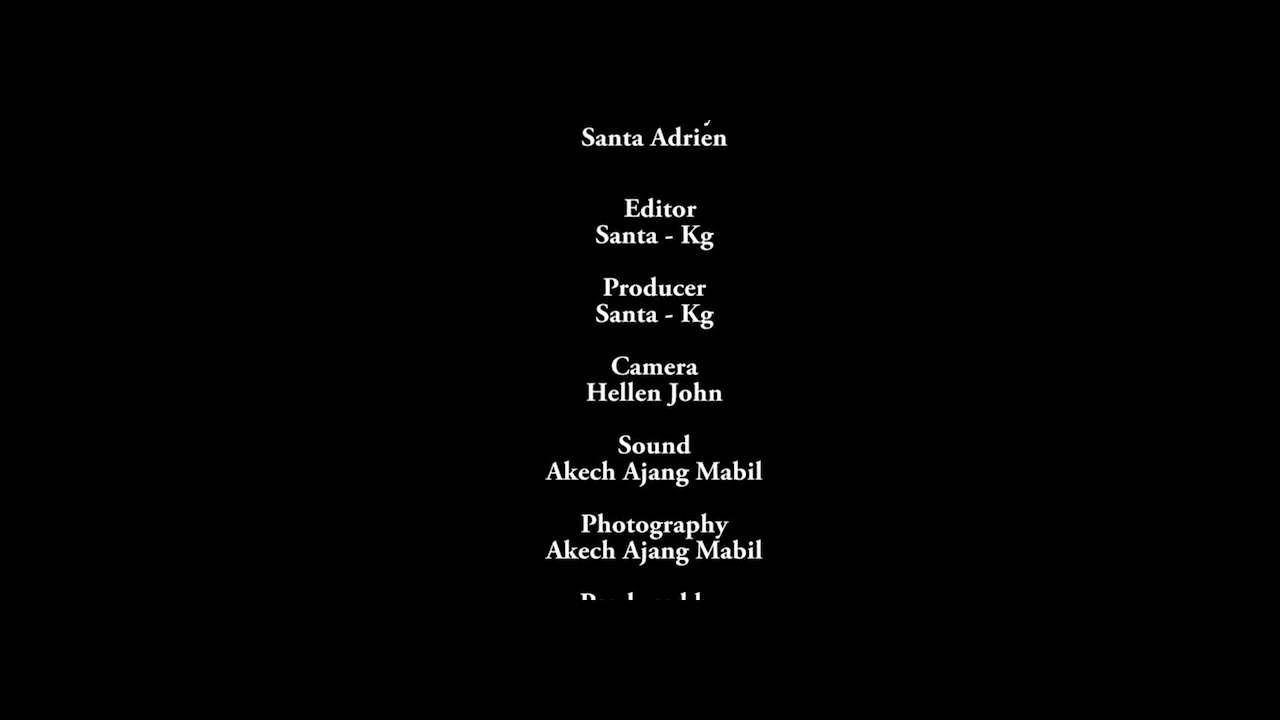 Santa Adrien
Editor
Santa - Kg
Producer
Santa - Kg
Camera
Hellen John
Sound
Akech Ajang Mabil
Photography
Akech Ajang Mabil